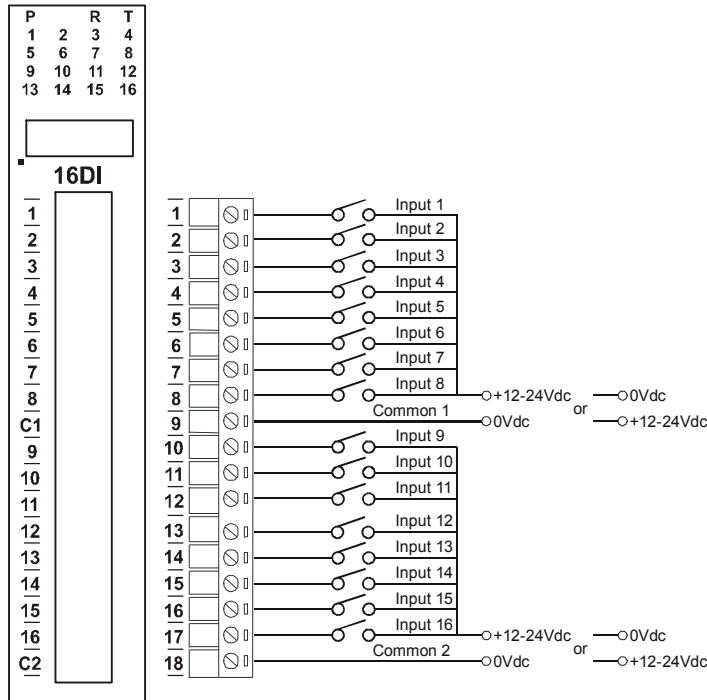 P R T
1 2 3 4
5 6 7 8
9 10 11 12
13 14 15 16
16DI
1
2
3
4
5
6
7
8
C1
9
10
11
12
13
14
15
16
C2
1 Input 1
2 Input 2
3 Input 3
4 Input 4
5 Input 5
6 Input 6
7 Input 7
8 Input 8 +12-24Vdc or 0Vdc
9 Common 1 0Vdc +12-24Vdc
10 Input 9
11 Input 10
12 Input 11
13 Input 12
14 Input 13
15 Input 14
16 Input 15
17 Input 16 +12-24Vdc or 0Vdc
18 Common 2 0Vdc +12-24Vdc